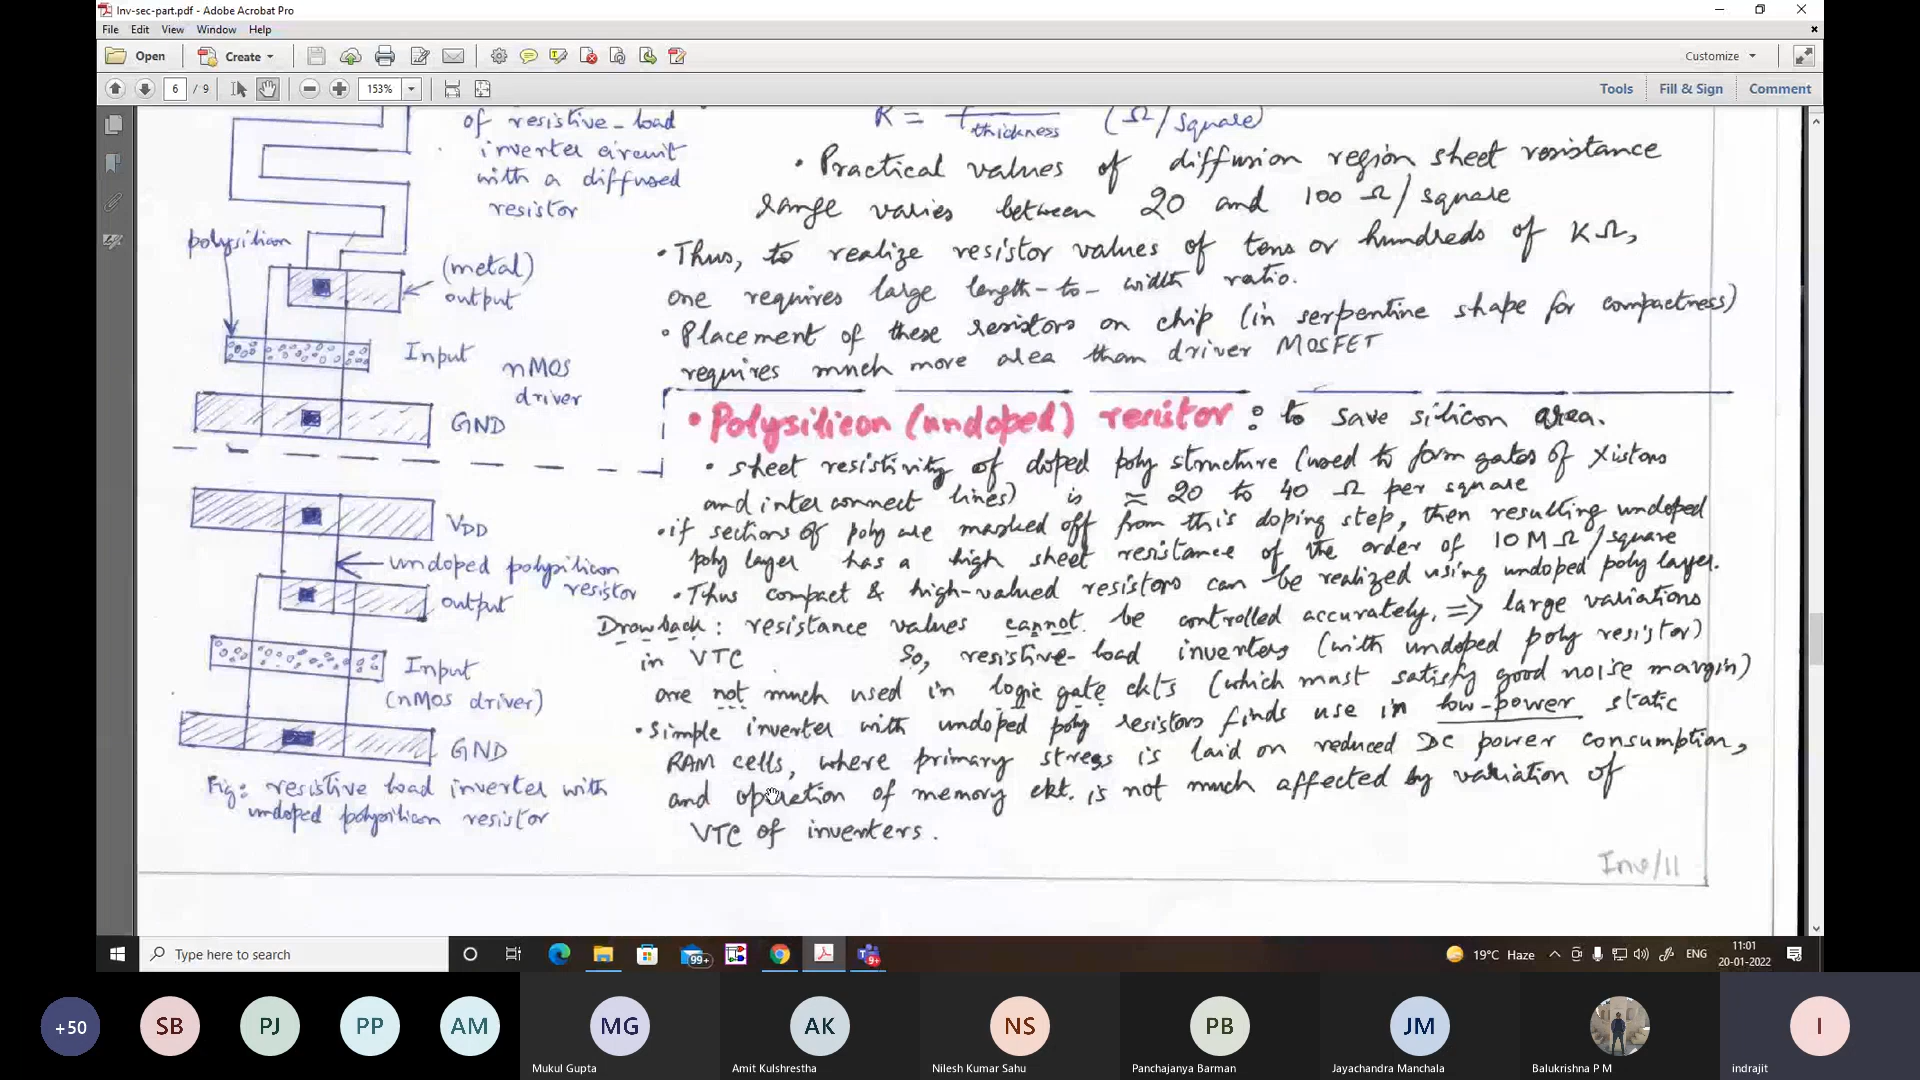 Inv-sec-part.pdf - Adobe Acrobat Pro
File Edit View Window Help
Open Create Customize
6 / 9 153% Tools Fill & Sign Comment
of resistive-load
inverter circuit
with a diffused
resistor
polysilicon
(metal)
output
Input
nMOS
driver
GND
VDD
undoped polysilicon
resistor
output
Input
(nMOS driver)
GND
Fig: resistive load inverter with
undoped polysilicon resistor
R = thickness (Ω/square)
• Practical values of diffusion region sheet resistance
range varies between 20 and 100 Ω/square
• Thus, to realize resistor values of tens or hundreds of KΩ,
one requires large length-to-width ratio.
• Placement of these resistors on chip (in serpentine shape for compactness)
requires much more area than driver MOSFET
• Polysilicon (undoped) resistor : to save silicon area.
• sheet resistivity of doped poly structure (used to form gates of Xistors
and inter connect lines) is ≈ 20 to 40 Ω per square
• if sections of poly are masked off from this doping step, then resulting undoped
poly layer has a high sheet resistance of the order of 10 MΩ/square
• Thus compact & high-valued resistors can be realized using undoped poly layer.
Drawback : resistance values cannot be controlled accurately, => large variations
in VTC So, resistive-load inverters (with undoped poly resistor)
are not much used in logic gate ckts (which must satisfy good noise margin)
• Simple inverter with undoped poly resistors finds use in low-power static
RAM cells, where primary stress is laid on reduced DC power consumption,
and operation of memory ckt. is not much affected by variation of
VTC of inverters.
Inv/11
Type here to search
99+
9+
19°C Haze
ENG
11:01
20-01-2022
+50
SB
PJ
PP
AM
MG
AK
NS
PB
JM
I
Mukul Gupta
Amit Kulshrestha
Nilesh Kumar Sahu
Panchajanya Barman
Jayachandra Manchala
Balukrishna P M
indrajit